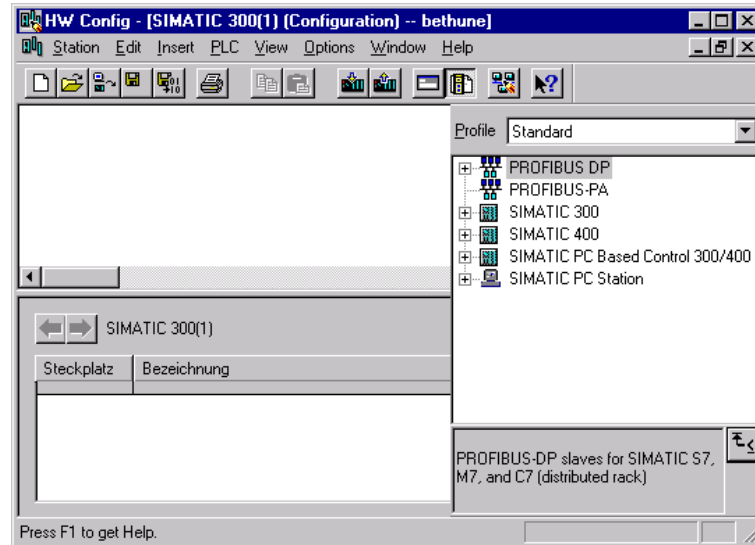 HW Config - [SIMATIC 300(1) (Configuration) -- bethune]
Station Edit Insert PLC View Options Window Help
Profile Standard
PROFIBUS DP
PROFIBUS-PA
SIMATIC 300
SIMATIC 400
SIMATIC PC Based Control 300/400
SIMATIC PC Station
SIMATIC 300(1)
Steckplatz Bezeichnung
PROFIBUS-DP slaves for SIMATIC S7,
M7, and C7 (distributed rack)
Press F1 to get Help.